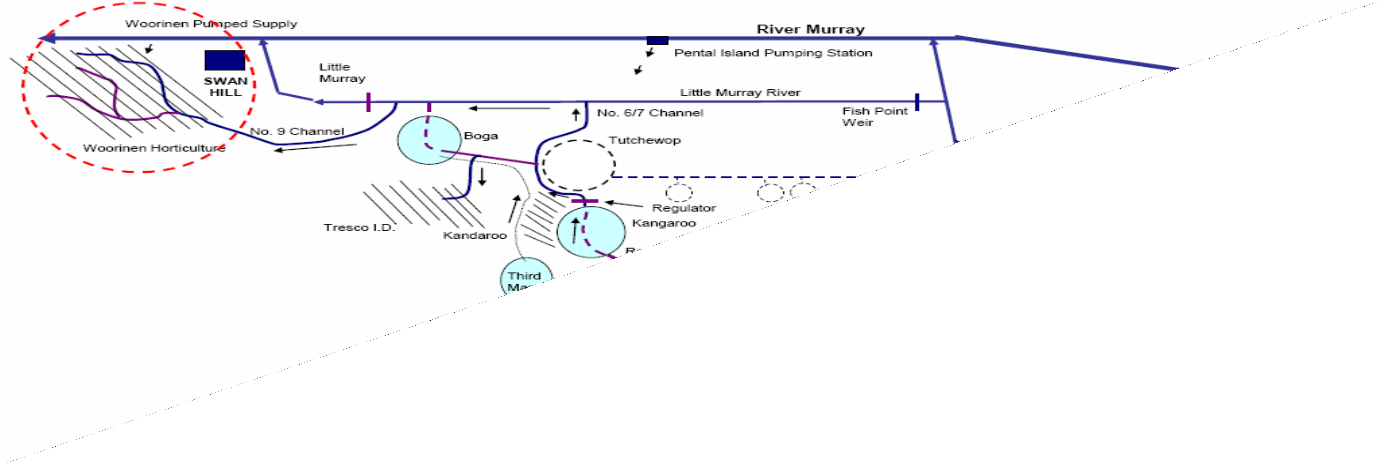 Woorinen Pumped Supply
River Murray
Pental Island Pumping Station
SWAN
HILL
Little
Murray
Little Murray River
No. 6/7 Channel
Fish Point
Weir
No. 9 Channel
Boga
Tutchewop
Woorinen Horticulture
Regulator
Kangaroo
Tresco I.D.
Kandaroo
Third